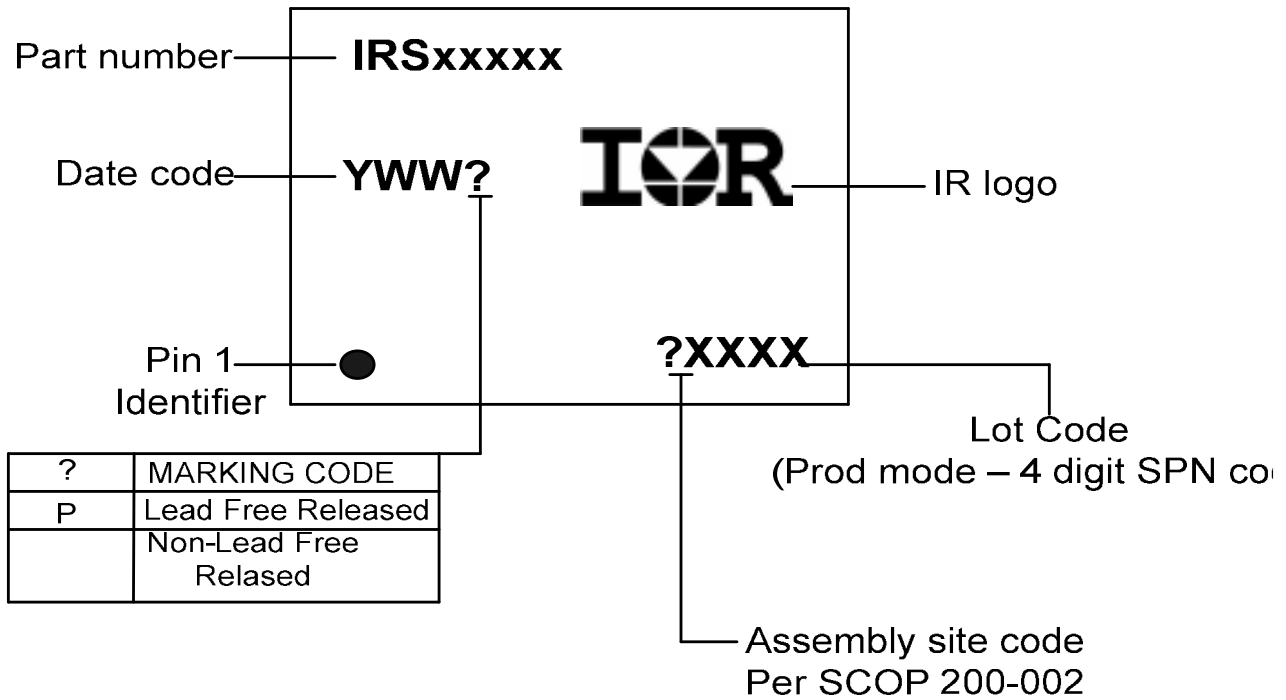 Part number
IRSxxxxx
Date code
YWW?
IOR
IR logo
Pin 1
Identifier
?XXXX
Lot Code
(Prod mode – 4 digit SPN
? MARKING CODE
P Lead Free Released
Non-Lead Free
Relased
Assembly site code
Per SCOP 200-002